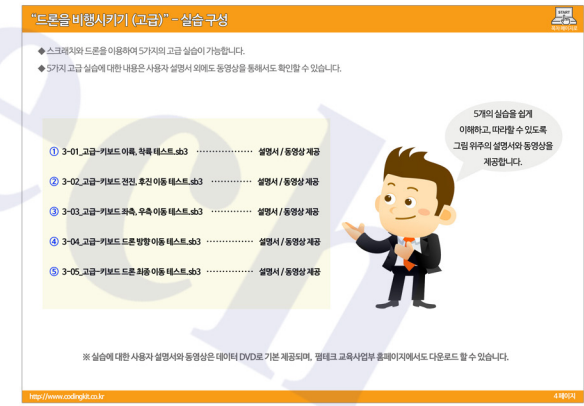 "드론을 비행시키기 (고급)" - 실습 구성
START
◆ 스크래치와 드론을 이용하여 5가지의 고급 실습이 가능합니다.
◆ 5가지 고급 실습에 대한 내용은 사용자 설명서 외에도 동영상을 통해서도 확인할 수 있습니다.
5개의 실습을 쉽게
이해하고, 따라할 수 있도록
그림 위주의 설명서와 동영상을
제공합니다.
① 3-01_고급-키보드 이륙, 착륙 테스트.sb3 ················· 설명서 / 동영상 제공
② 3-02_고급-키보드 전진, 후진 이동 테스트.sb3 ·············· 설명서 / 동영상 제공
③ 3-03_고급-키보드 좌측, 우측 이동 테스트.sb3 ·············· 설명서 / 동영상 제공
④ 3-04_고급-키보드 드론 방향 이동 테스트.sb3 ·············· 설명서 / 동영상 제공
⑤ 3-05_고급-키보드 드론 최종 이동 테스트.sb3 ·············· 설명서 / 동영상 제공
※ 실습에 대한 사용자 설명서와 동영상은 데이터 DVD로 기본 제공되며, 펌테크 교육사업부 홈페이지에서도 다운로드 할 수 있습니다.
http://www.codingkit.co.kr
4 페이지